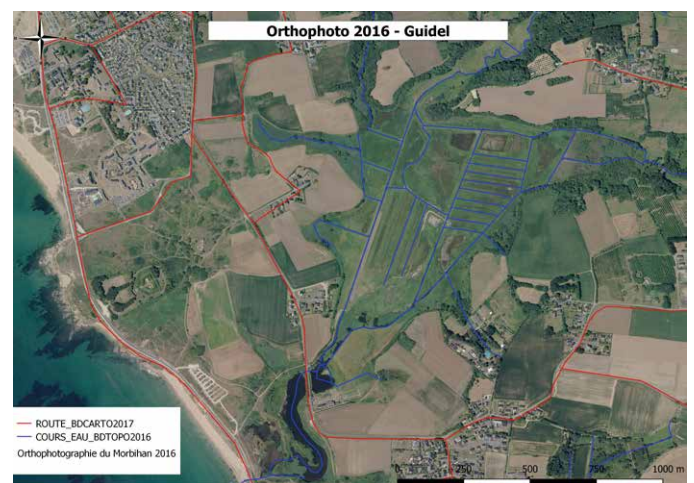 Orthophoto 2016 - Guidel
ROUTE_BDCARTO2017
COURS_EAU_BDTOPO2016
Orthophotographie du Morbihan 2016
0 250 500 750 1000 m